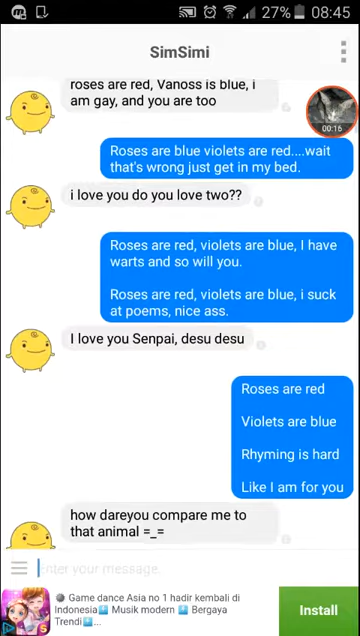 27% 08:45
SimSimi
roses are red, Vanoss is blue, i
am gay, and you are too
00:16
Roses are blue violets are red....wait
that's wrong just get in my bed.
i love you do you love two??
Roses are red, violets are blue, I have
warts and so will you.
Roses are red, violets are blue, i suck
at poems, nice ass.
I love you Senpai, desu desu
Roses are red
Violets are blue
Rhyming is hard
Like I am for you
how dareyou compare me to
that animal =_=
Enter your message.
Game dance Asia no 1 hadir kembali di
Indonesia Musik modern Bergaya
Trendi...
Install